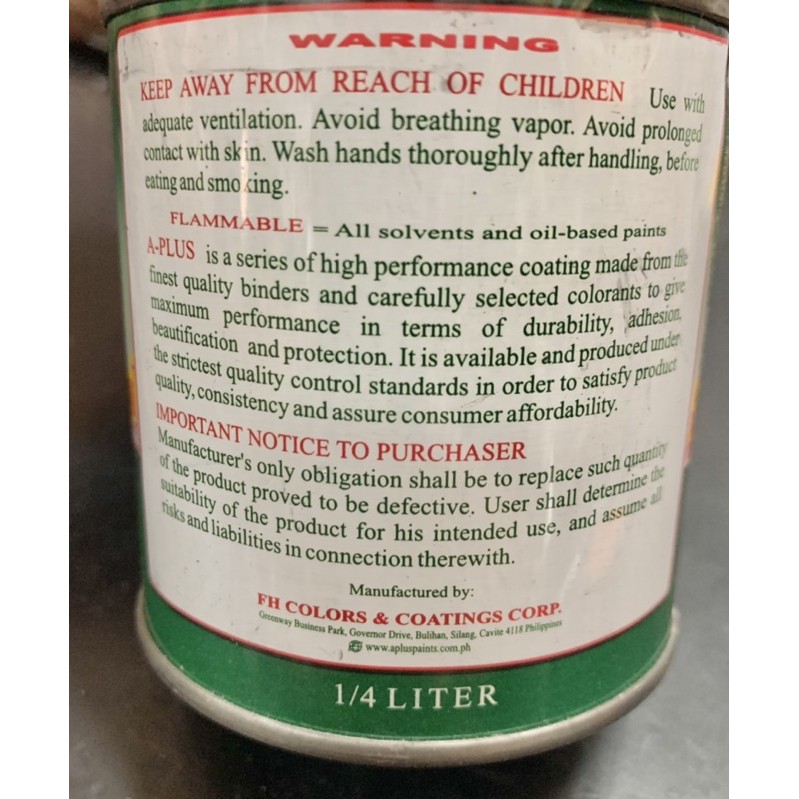 WARNING
KEEP AWAY FROM REACH OF CHILDREN Use with
adequate ventilation. Avoid breathing vapor. Avoid prolonged
contact with skin. Wash hands thoroughly after handling, before
eating and smoking.
FLAMMABLE = All solvents and oil-based paints
A-PLUS is a series of high performance coating made from the
finest quality binders and carefully selected colorants to give
maximum performance in terms of durability, adhesion,
beautification and protection. It is available and produced under
the strictest quality control standards in order to satisfy product
quality, consistency and assure consumer affordability.
IMPORTANT NOTICE TO PURCHASER
Manufacturer's only obligation shall be to replace such quantity
of the product proved to be defective. User shall determine the
suitability of the product for his intended use, and assume all
risks and liabilities in connection therewith.
Manufactured by:
FH COLORS & COATINGS CORP.
Greenway Business Park, Governor Drive, Bulihan, Silang, Cavite 4118 Philippines
www.apluspaints.com.ph
1/4 LITER